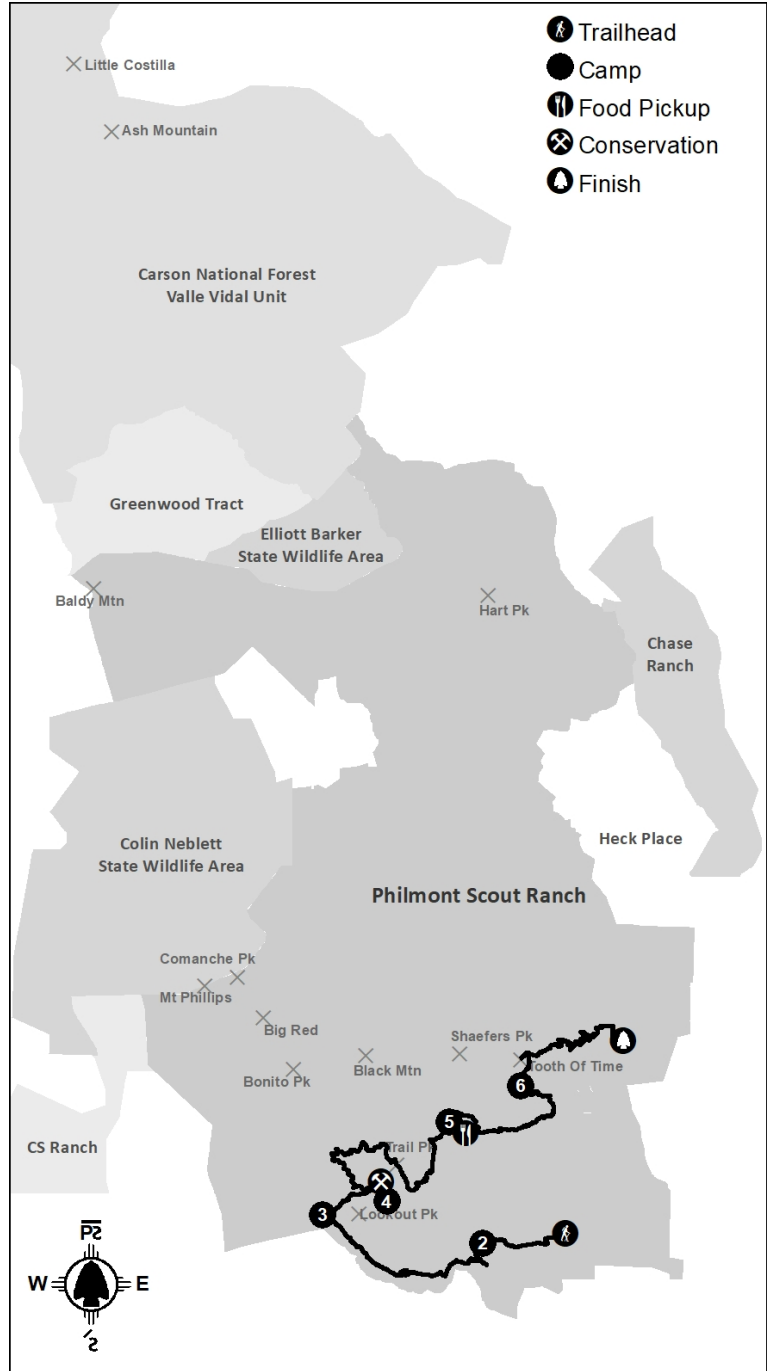 Trailhead
Camp
Food Pickup
Conservation
Finish
Little Costilla
Ash Mountain
Carson National Forest
Valle Vidal Unit
Greenwood Tract
Elliott Barker
State Wildlife Area
Baldy Mtn
Hart Pk
Chase
Ranch
Colin Neblett
State Wildlife Area
Heck Place
Philmont Scout Ranch
Comanche Pk
Mt Phillips
Big Red
Shaefers Pk
Black Mtn
Tooth Of Time
Bonito Pk
6
5
CS Ranch
Trail Pk
4
3
Lookout Pk
2
W
E